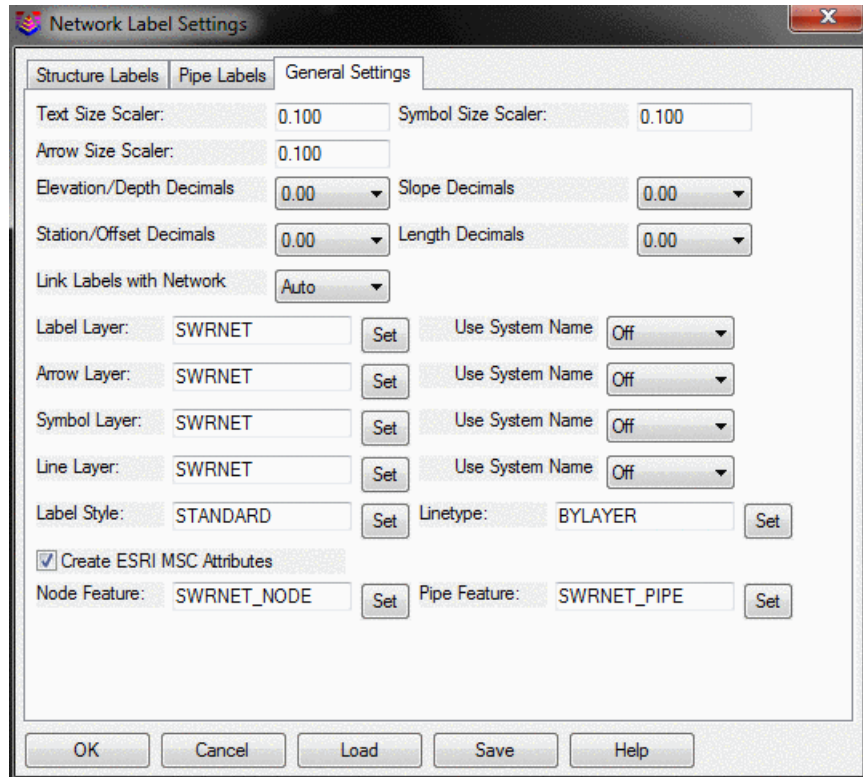 Network Label Settings
Structure Labels Pipe Labels General Settings
Text Size Scaler: 0.100 Symbol Size Scaler: 0.100
Arrow Size Scaler: 0.100
Elevation/Depth Decimals 0.00 Slope Decimals 0.00
Station/Offset Decimals 0.00 Length Decimals 0.00
Link Labels with Network Auto
Label Layer: SWRNET Set Use System Name Off
Arrow Layer: SWRNET Set Use System Name Off
Symbol Layer: SWRNET Set Use System Name Off
Line Layer: SWRNET Set Use System Name Off
Label Style: STANDARD Set Linetype: BYLAYER Set
Create ESRI MSC Attributes
Node Feature: SWRNET_NODE Set Pipe Feature: SWRNET_PIPE Set
OK Cancel Load Save Help